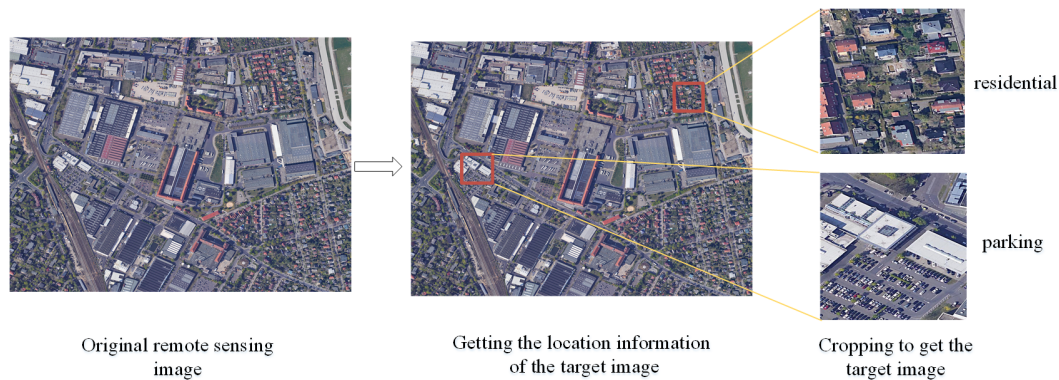 residential
parking
Original remote sensing
image
Getting the location information
of the target image
Cropping to get the
target image